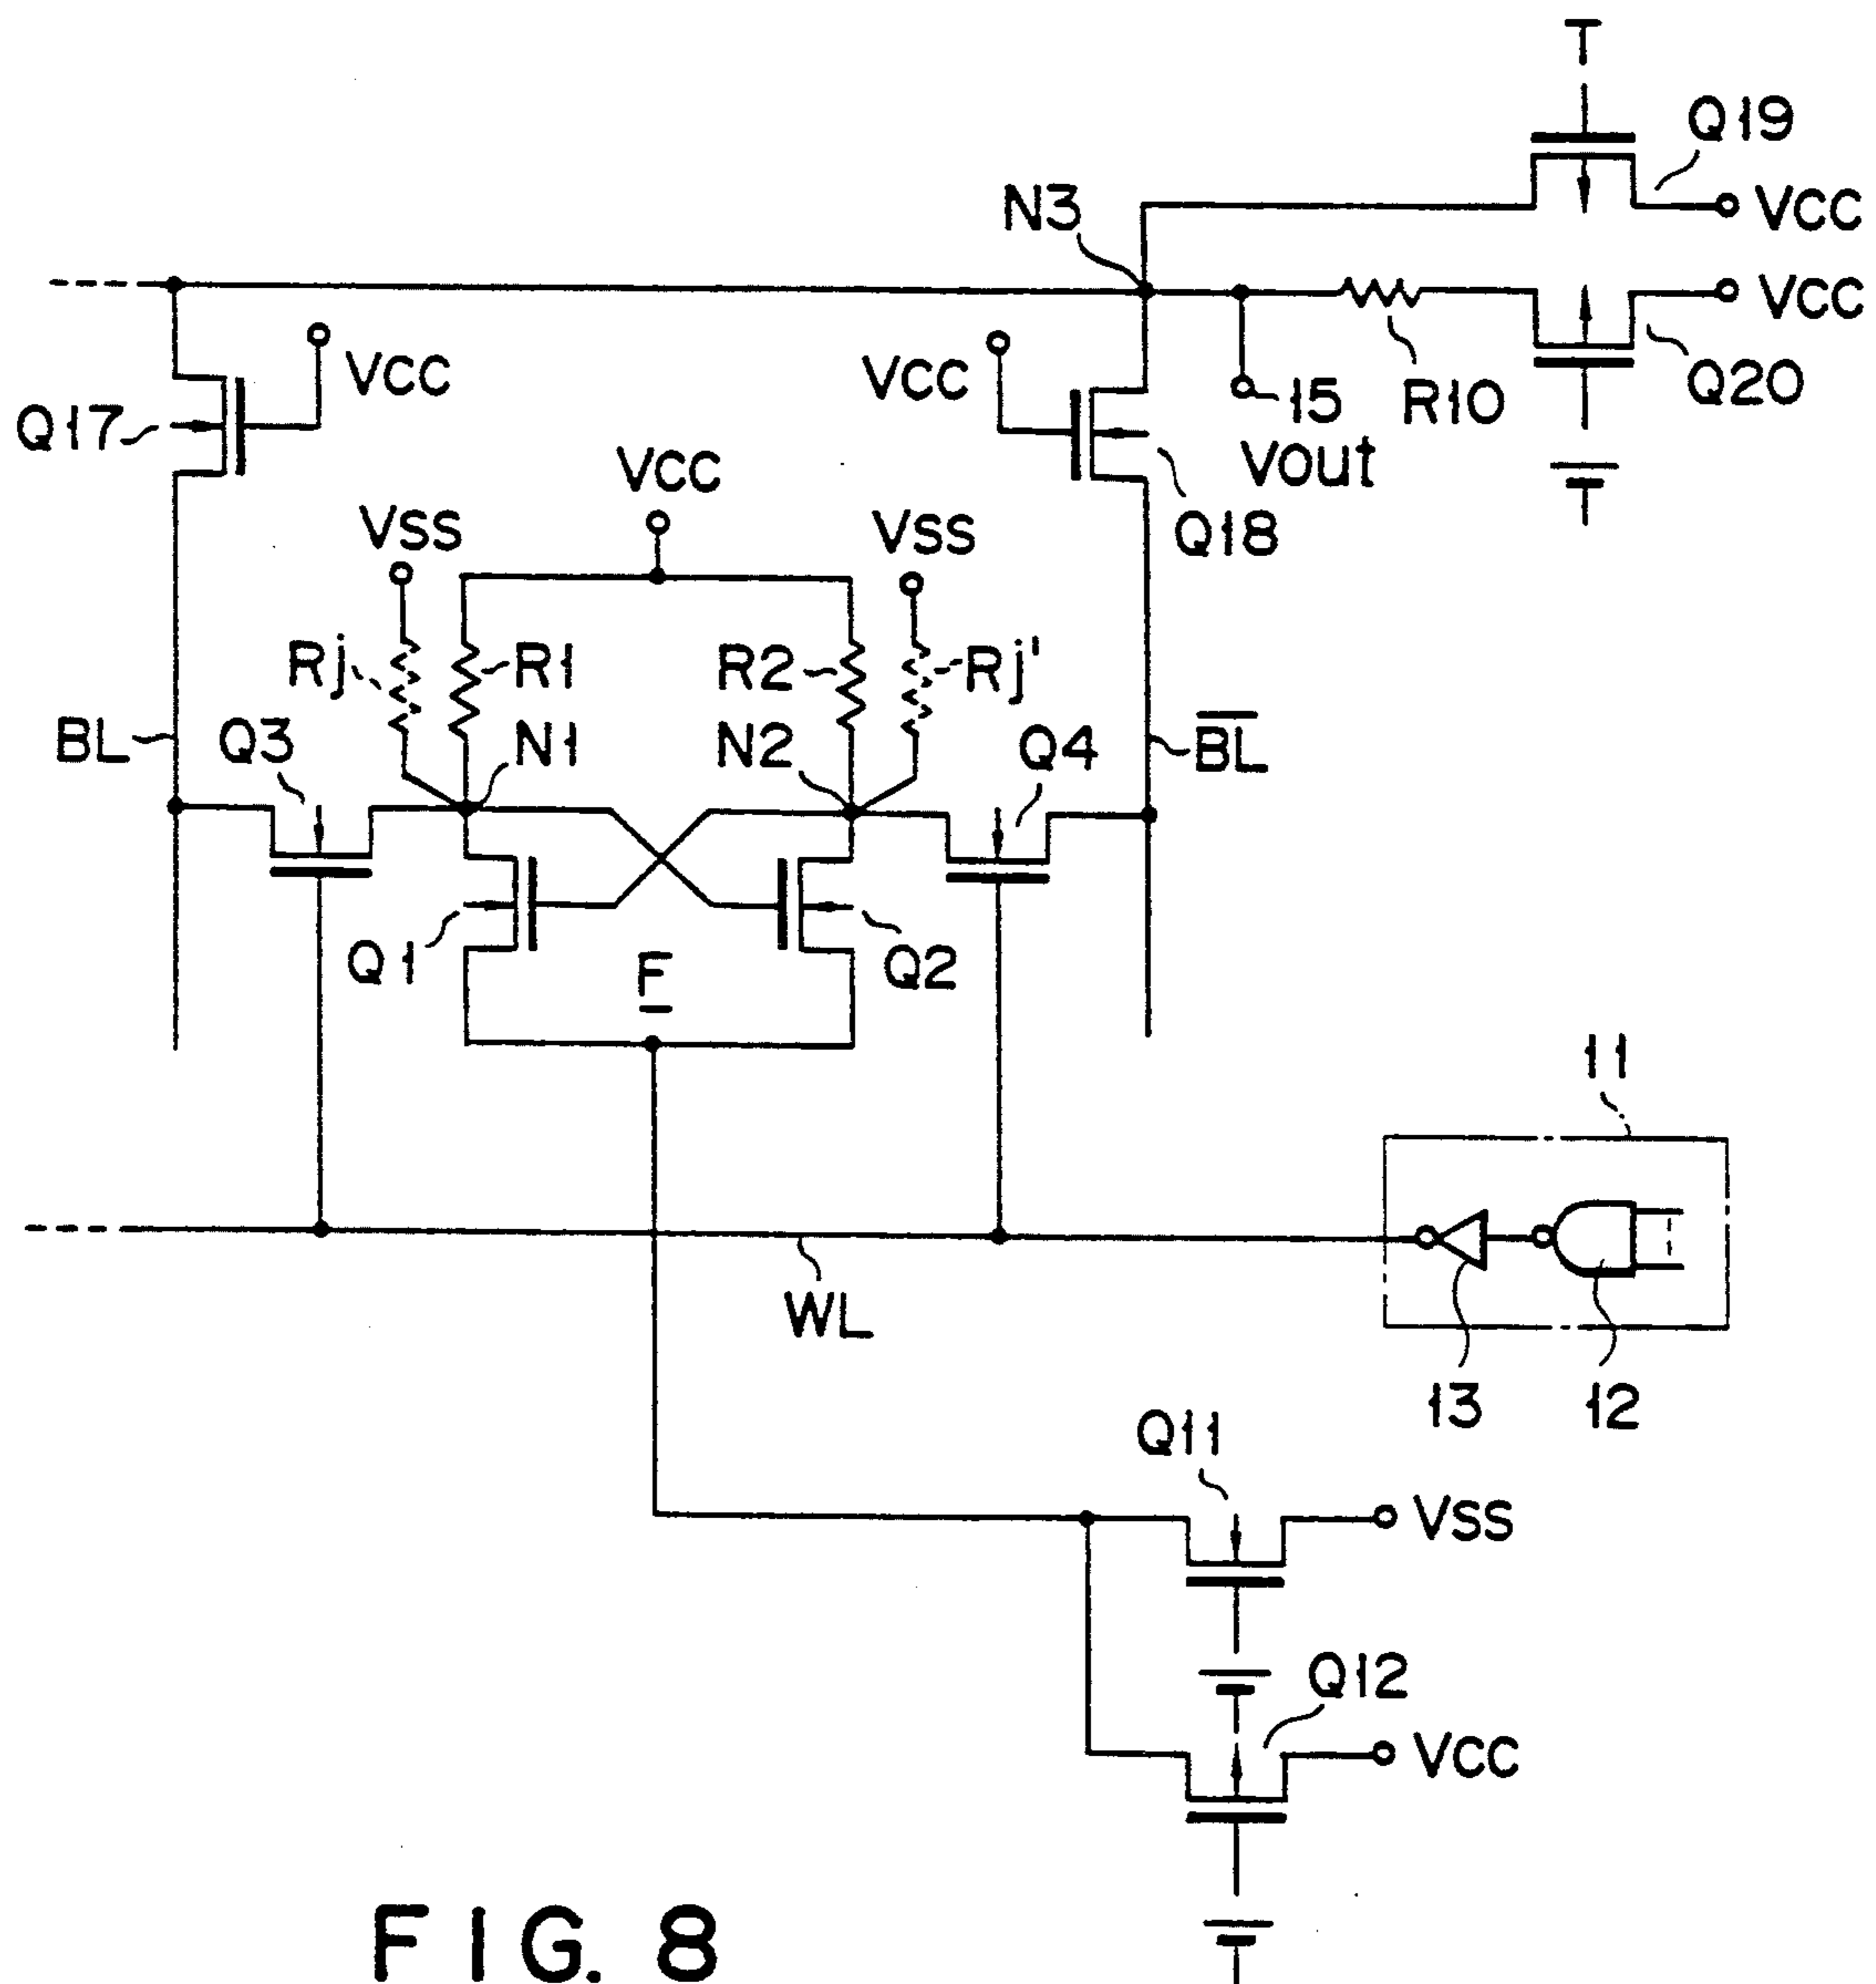 T
Q19
N3
VCC
VCC
VCC
VCC
Q17
15
R10
Q20
Vout
T̅
VCC
VSS
VSS
Q18
Rj
R1
R2
Rj'
BL
Q3
N1
N2
Q4
B̅L̅
Q1
F
Q2
11
WL
13
12
Q11
VSS
T̅
Q12
VCC
T̅
FIG. 8